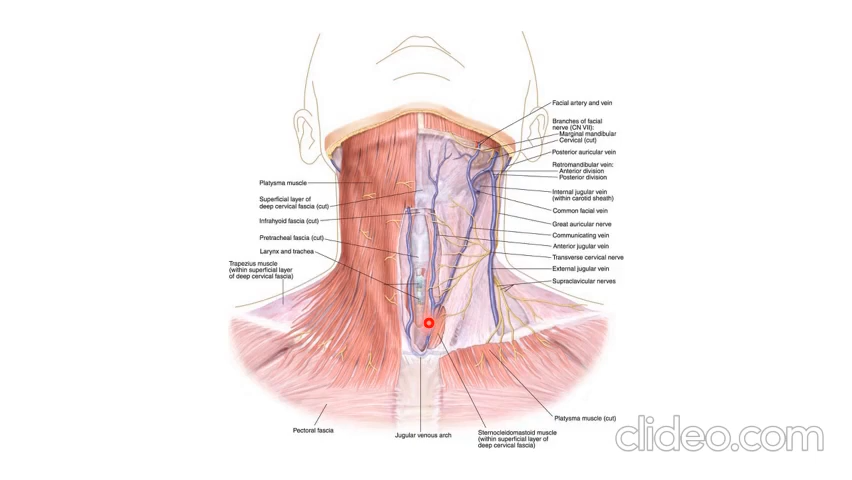 Facial artery and vein
Branches of facial
nerve (CN VII):
Marginal mandibular
Cervical (cut)
Posterior auricular vein
Retromandibular vein:
Anterior division
Posterior division
Internal jugular vein
(within carotid sheath)
Common facial vein
Great auricular nerve
Communicating vein
Anterior jugular vein
Transverse cervical nerve
External jugular vein
Supraclavicular nerves
Platysma muscle
Superficial layer of
deep cervical fascia (cut)
Infrahyoid fascia (cut)
Pretracheal fascia (cut)
Larynx and trachea
Trapezius muscle
(within superficial layer
of deep cervical fascia)
Platysma muscle (cut)
Pectoral fascia
Jugular venous arch
Sternocleidomastoid muscle
(within superficial layer of
deep cervical fascia)
clideo.com